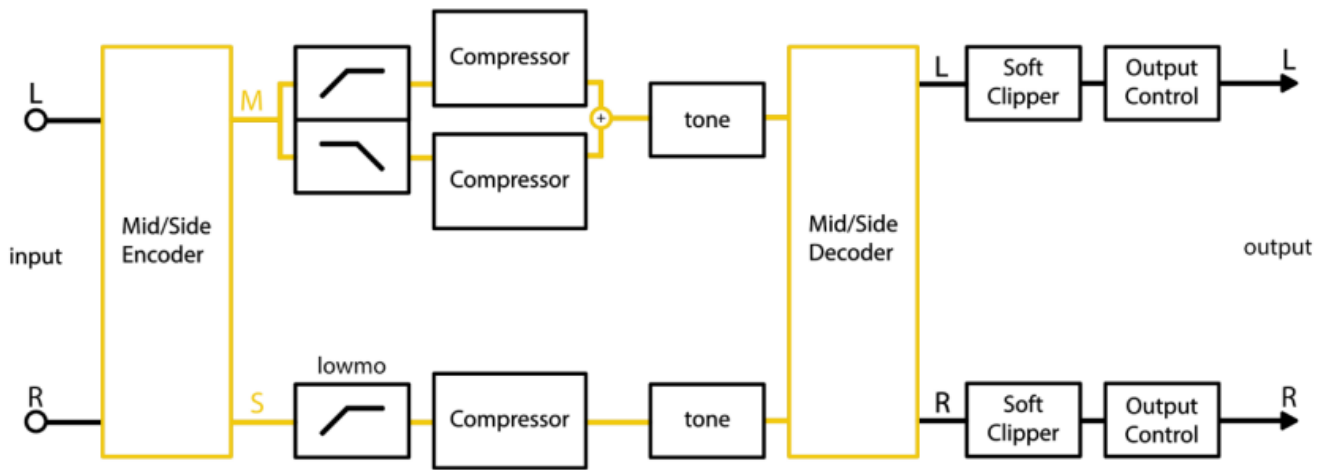 L
M
Compressor
+
Compressor
tone
L
Soft
Clipper
Output
Control
L
input
Mid/Side
Encoder
Mid/Side
Decoder
output
R
S
lowmo
Compressor
tone
R
Soft
Clipper
Output
Control
R